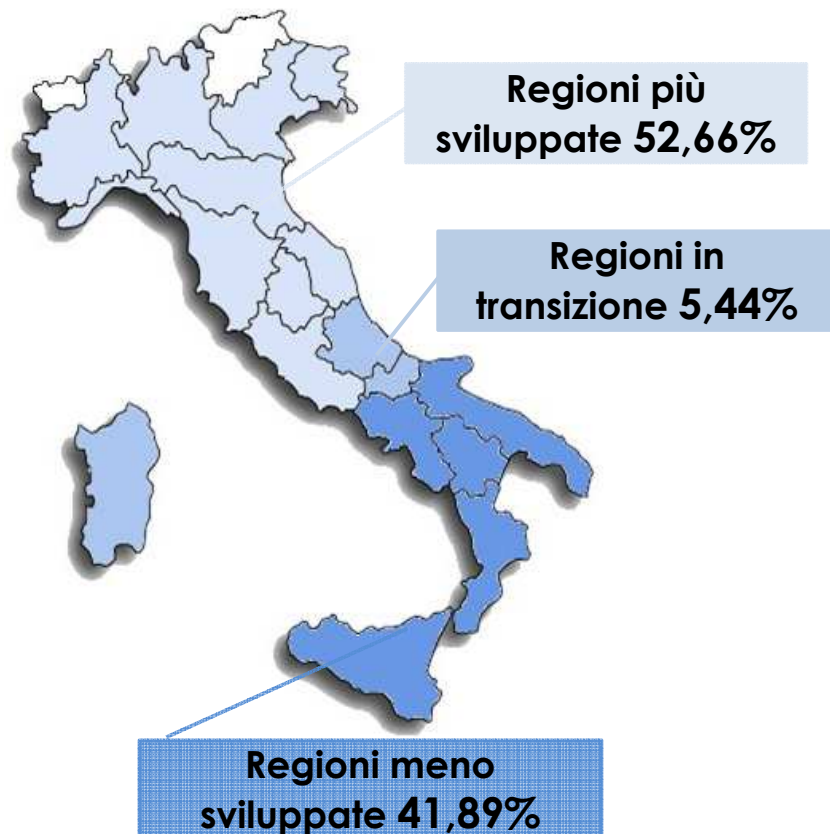 Regioni più
sviluppate 52,66%
Regioni in
transizione 5,44%
Regioni meno
sviluppate 41,89%